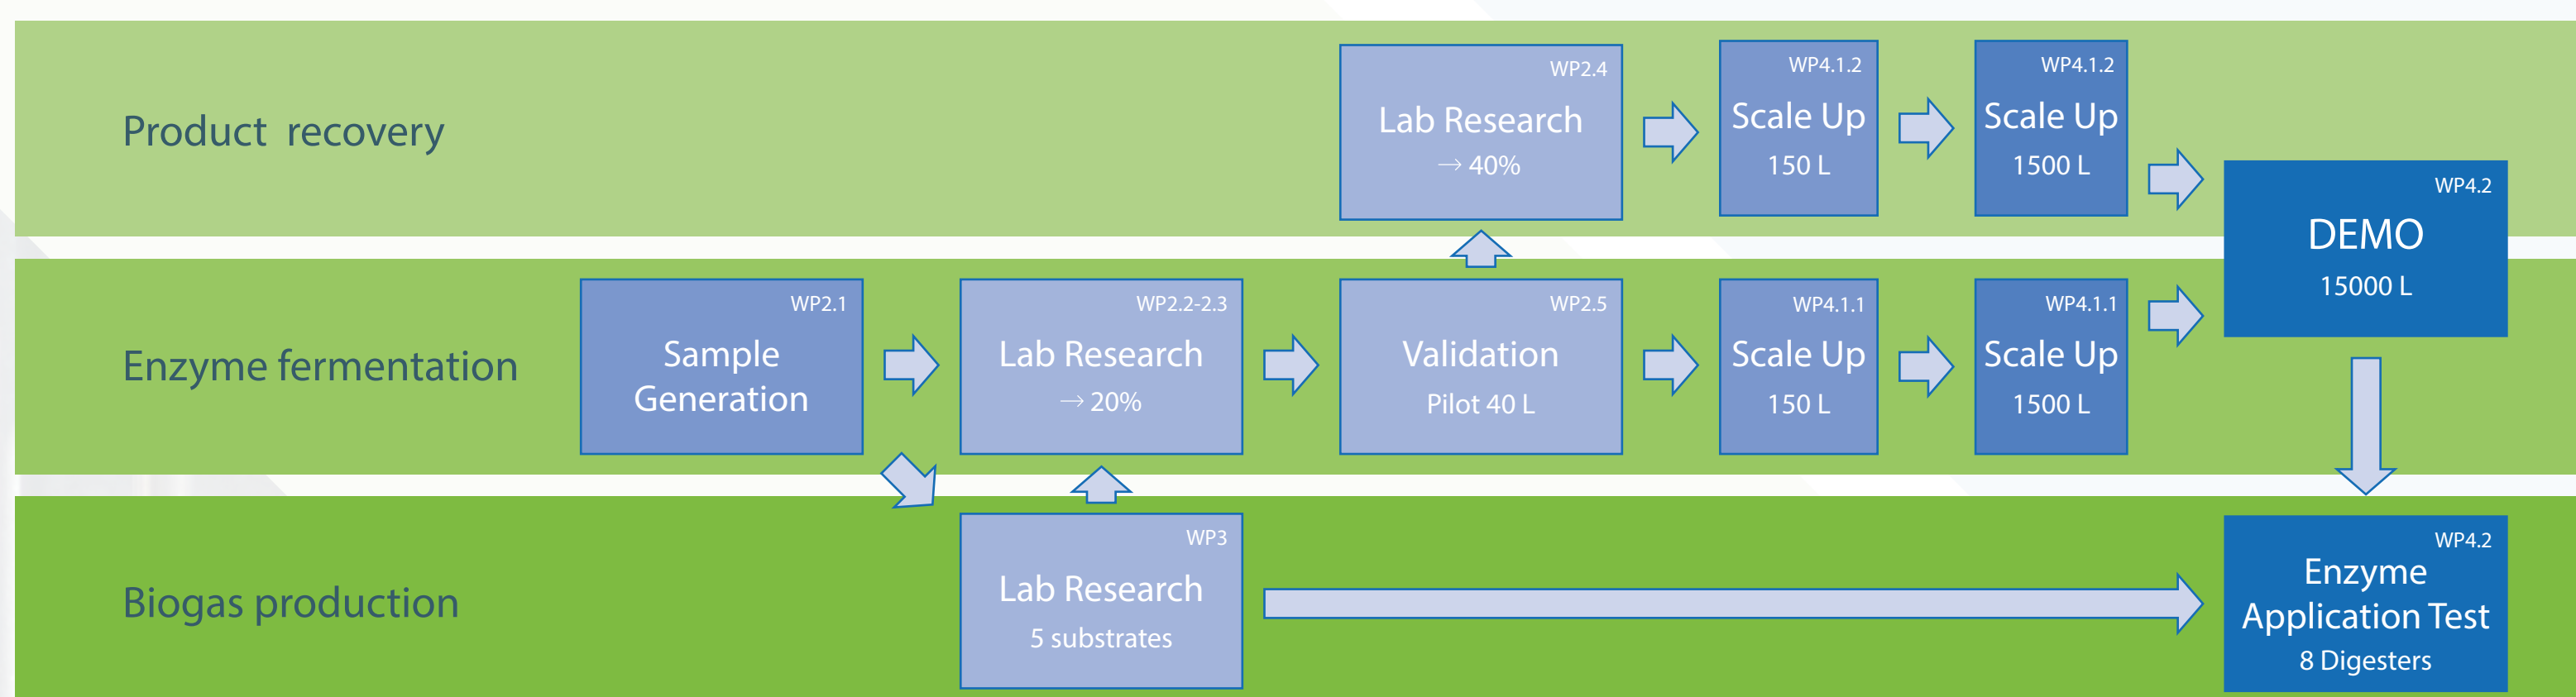 Product recovery
WP2.4
Lab Research
→ 40%
WP4.1.2
Scale Up
150 L
WP4.1.2
Scale Up
1500 L
WP4.2
DEMO
15000 L
Enzyme fermentation
WP2.1
Sample
Generation
WP2.2-2.3
Lab Research
→ 20%
WP2.5
Validation
Pilot 40 L
WP4.1.1
Scale Up
150 L
WP4.1.1
Scale Up
1500 L
Biogas production
WP3
Lab Research
5 substrates
WP4.2
Enzyme
Application Test
8 Digesters